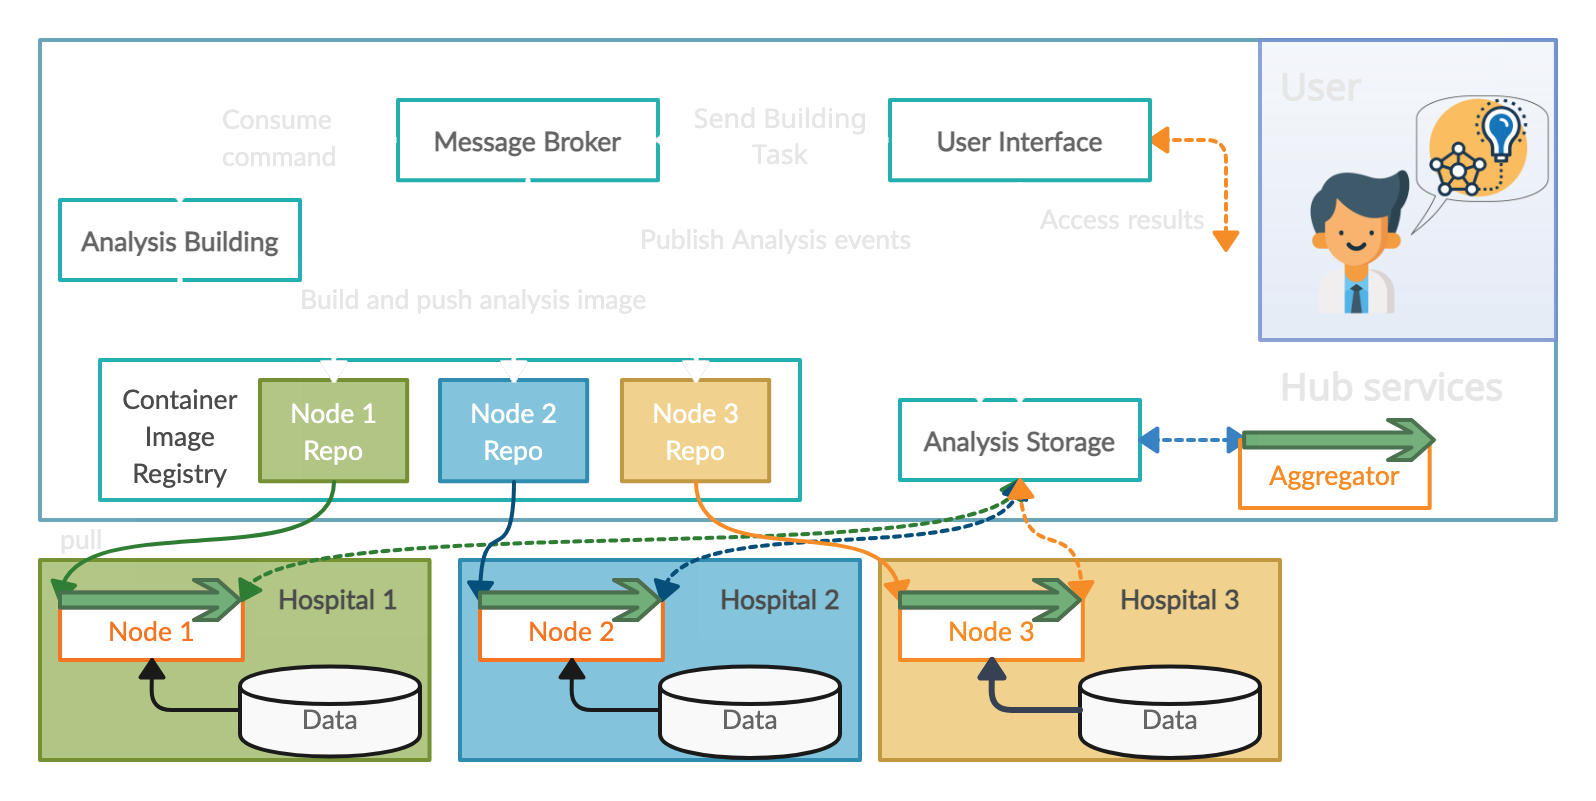 User
Consume
command
Message Broker
Send Building
Task
User Interface
Analysis Building
Publish Analysis events
Access results
Build and push analysis image
Container
Image
Registry
Node 1
Repo
Node 2
Repo
Node 3
Repo
Hub services
Analysis Storage
Aggregator
pull
Hospital 1
Node 1
Data
Hospital 2
Node 2
Data
Hospital 3
Node 3
Data